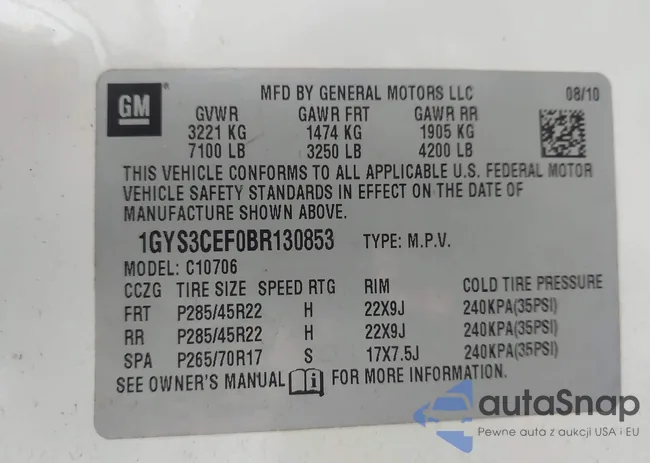 GM
MFD BY GENERAL MOTORS LLC 08/10
GVWR GAWR FRT GAWR RR
3221 KG 1474 KG 1905 KG
7100 LB 3250 LB 4200 LB
THIS VEHICLE CONFORMS TO ALL APPLICABLE U.S. FEDERAL MOTOR
VEHICLE SAFETY STANDARDS IN EFFECT ON THE DATE OF
MANUFACTURE SHOWN ABOVE.
1GYS3CEF0BR130853 TYPE: M.P.V.
MODEL: C10706
CCZG TIRE SIZE SPEED RTG RIM COLD TIRE PRESSURE
FRT P285/45R22 H 22X9J 240KPA(35PSI)
RR P285/45R22 H 22X9J 240KPA(35PSI)
SPA P265/70R17 S 17X7.5J 240KPA(35PSI)
SEE OWNER'S MANUAL i FOR MORE INFORMATION.
autaSnap
Pewne auta z aukcji USA i EU